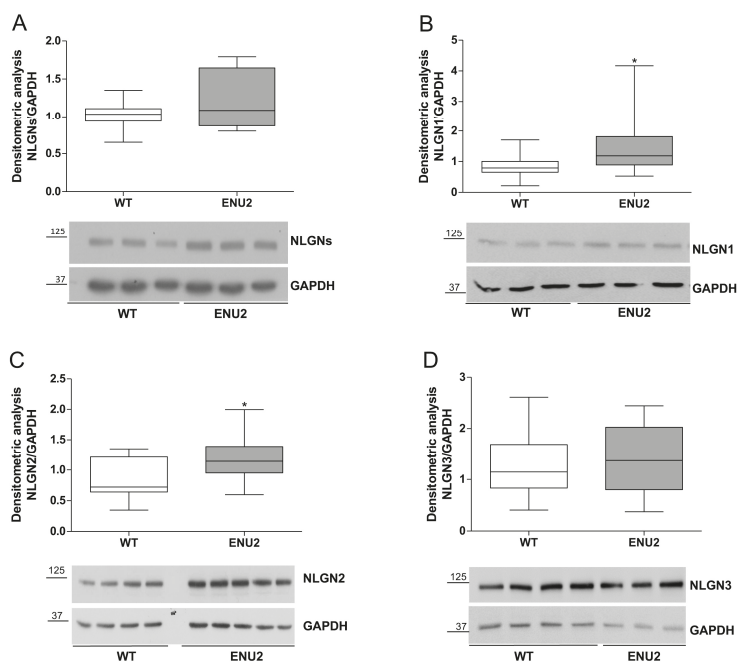 A
Densitometric analysis
NLGNs/GAPDH
2.0
1.5
1.0
0.5
0.0
WT
ENU2
125
NLGNs
37
GAPDH
WT
ENU2
B
Densitometric analysis
NLGN1/GAPDH
5
4
3
2
1
0
*
WT
ENU2
125
NLGN1
37
GAPDH
WT
ENU2
C
Densitometric analysis
NLGN2/GAPDH
2.5
2.0
1.5
1.0
0.5
0.0
*
WT
ENU2
125
NLGN2
37
GAPDH
WT
ENU2
D
Densitometric analysis
NLGN3/GAPDH
3
2
1
0
WT
ENU2
125
NLGN3
37
GAPDH
WT
ENU2